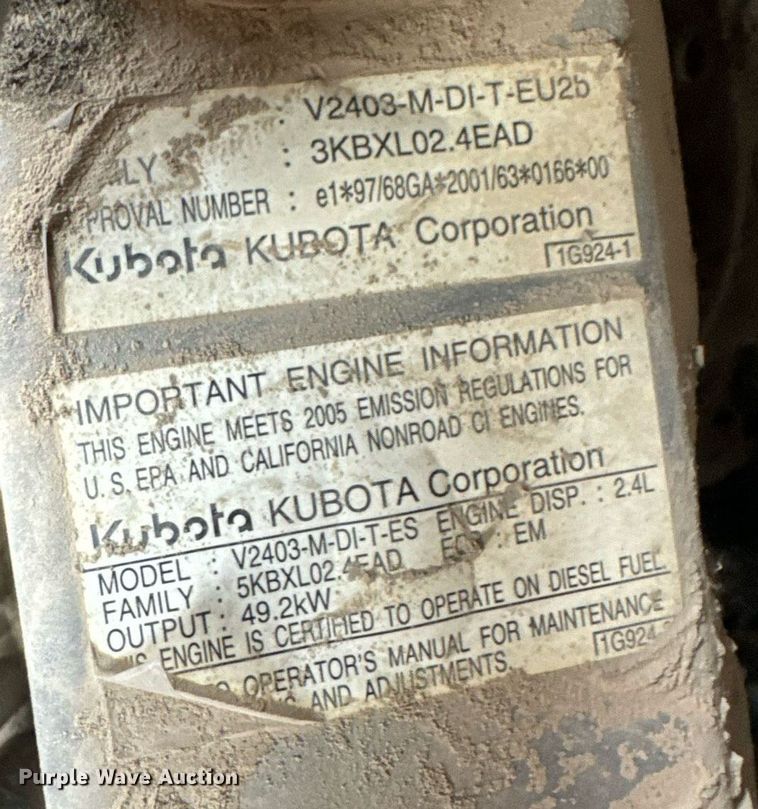 : V2403-M-DI-T-EU2b
LY : 3KBXL02.4EAD
PROVAL NUMBER : e1*97/68GA*2001/63*0166*00
Kubota KUBOTA Corporation
1G924-1
IMPORTANT ENGINE INFORMATION
THIS ENGINE MEETS 2005 EMISSION REGULATIONS FOR
U.S. EPA AND CALIFORNIA NONROAD CI ENGINES.
Kubota KUBOTA Corporation
MODEL : V2403-M-DI-T-ES ENGINE DISP. : 2.4L
FAMILY : 5KBXL02.4EAD : EM
OUTPUT : 49.2kW
ENGINE IS CERTIFIED TO OPERATE ON DIESEL FUEL.
OPERATOR'S MANUAL FOR MAINTENANCE
AND ADJUSTMENTS.
1G924
Purple Wave Auction